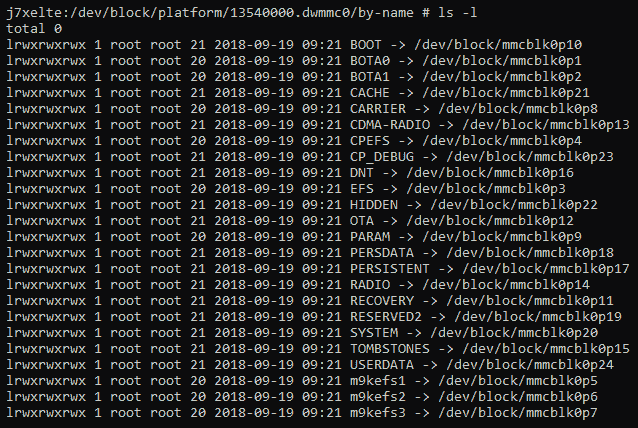 j7xelte:/dev/block/platform/13540000.dwmmc0/by-name # ls -l
total 0
lrwxrwxrwx 1 root root 21 2018-09-19 09:21 BOOT -> /dev/block/mmcblk0p10
lrwxrwxrwx 1 root root 20 2018-09-19 09:21 BOTA0 -> /dev/block/mmcblk0p1
lrwxrwxrwx 1 root root 20 2018-09-19 09:21 BOTA1 -> /dev/block/mmcblk0p2
lrwxrwxrwx 1 root root 21 2018-09-19 09:21 CACHE -> /dev/block/mmcblk0p21
lrwxrwxrwx 1 root root 20 2018-09-19 09:21 CARRIER -> /dev/block/mmcblk0p8
lrwxrwxrwx 1 root root 21 2018-09-19 09:21 CDMA-RADIO -> /dev/block/mmcblk0p13
lrwxrwxrwx 1 root root 20 2018-09-19 09:21 CPEFS -> /dev/block/mmcblk0p4
lrwxrwxrwx 1 root root 21 2018-09-19 09:21 CP_DEBUG -> /dev/block/mmcblk0p23
lrwxrwxrwx 1 root root 21 2018-09-19 09:21 DNT -> /dev/block/mmcblk0p16
lrwxrwxrwx 1 root root 20 2018-09-19 09:21 EFS -> /dev/block/mmcblk0p3
lrwxrwxrwx 1 root root 21 2018-09-19 09:21 HIDDEN -> /dev/block/mmcblk0p22
lrwxrwxrwx 1 root root 21 2018-09-19 09:21 OTA -> /dev/block/mmcblk0p12
lrwxrwxrwx 1 root root 20 2018-09-19 09:21 PARAM -> /dev/block/mmcblk0p9
lrwxrwxrwx 1 root root 21 2018-09-19 09:21 PERSDATA -> /dev/block/mmcblk0p18
lrwxrwxrwx 1 root root 21 2018-09-19 09:21 PERSISTENT -> /dev/block/mmcblk0p17
lrwxrwxrwx 1 root root 21 2018-09-19 09:21 RADIO -> /dev/block/mmcblk0p14
lrwxrwxrwx 1 root root 21 2018-09-19 09:21 RECOVERY -> /dev/block/mmcblk0p11
lrwxrwxrwx 1 root root 21 2018-09-19 09:21 RESERVED2 -> /dev/block/mmcblk0p19
lrwxrwxrwx 1 root root 21 2018-09-19 09:21 SYSTEM -> /dev/block/mmcblk0p20
lrwxrwxrwx 1 root root 21 2018-09-19 09:21 TOMBSTONES -> /dev/block/mmcblk0p15
lrwxrwxrwx 1 root root 21 2018-09-19 09:21 USERDATA -> /dev/block/mmcblk0p24
lrwxrwxrwx 1 root root 20 2018-09-19 09:21 m9kefs1 -> /dev/block/mmcblk0p5
lrwxrwxrwx 1 root root 20 2018-09-19 09:21 m9kefs2 -> /dev/block/mmcblk0p6
lrwxrwxrwx 1 root root 20 2018-09-19 09:21 m9kefs3 -> /dev/block/mmcblk0p7